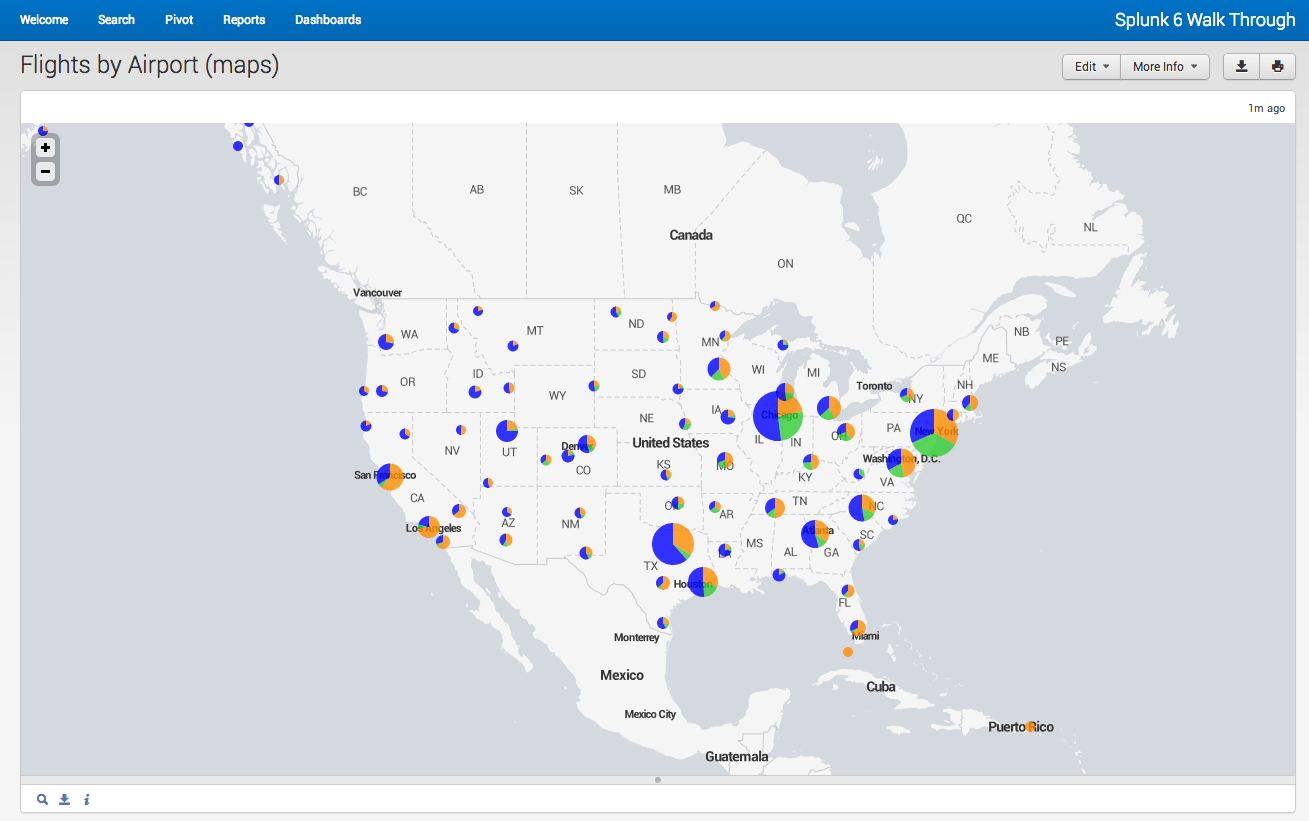 Welcome Search Pivot Reports Dashboards Splunk 6 Walk Through
Flights by Airport (maps) Edit More Info
1m ago
+
−
BC AB SK MB
QC
NL
Canada
ON
Vancouver
WA MT ND MN NB
PE
ME
NS
OR ID SD WI MI Toronto NH
WY NY
NE IA Chicago
PA New York
NV UT Denver United States IL IN
CO KS MO Washington, D.C.
San Francisco KY VA
CA
Los Angeles AZ NM AR TN NC
Atlanta SC
TX MS AL GA
Houston
FL
Miami
Monterrey
Mexico Cuba
Mexico City
Puerto Rico
Guatemala